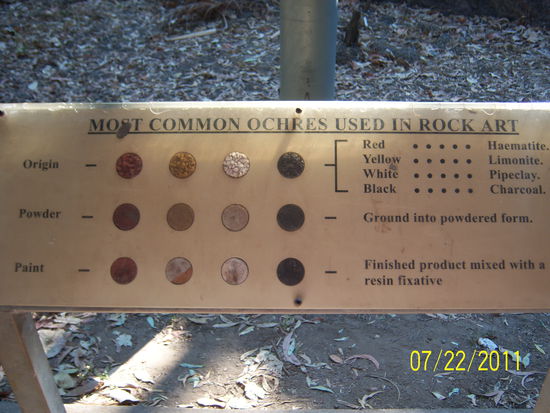 MOST COMMON OCHRES USED IN ROCK ART
Origin
Red ..... Haematite.
Yellow ..... Limonite.
White ..... Pipeclay.
Black ..... Charcoal.
Powder
Ground into powdered form.
Paint
Finished product mixed with a
resin fixative
07/22/2011